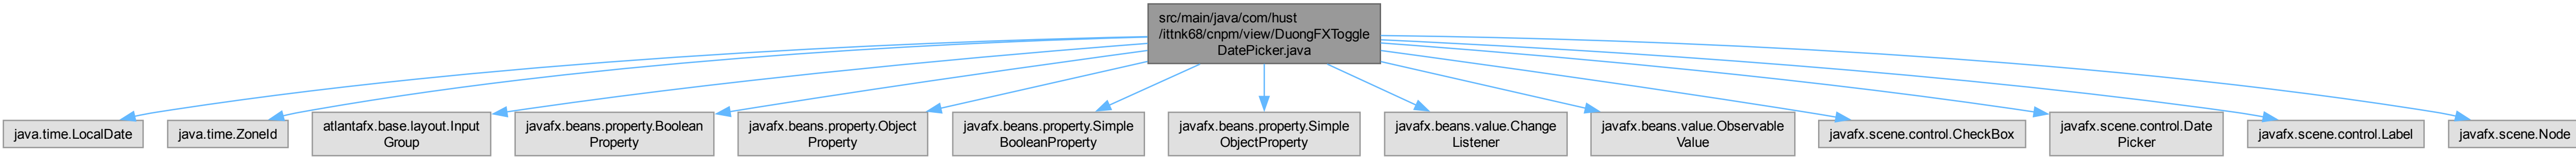 src/main/java/com/hust
/ittnk68/cnpm/view/DuongFXToggle
DatePicker.java
java.time.LocalDate
java.time.ZoneId
atlantafx.base.layout.Input
Group
javafx.beans.property.Boolean
Property
javafx.beans.property.Object
Property
javafx.beans.property.Simple
BooleanProperty
javafx.beans.property.Simple
ObjectProperty
javafx.beans.value.Change
Listener
javafx.beans.value.Observable
Value
javafx.scene.control.CheckBox
javafx.scene.control.Date
Picker
javafx.scene.control.Label
javafx.scene.Node